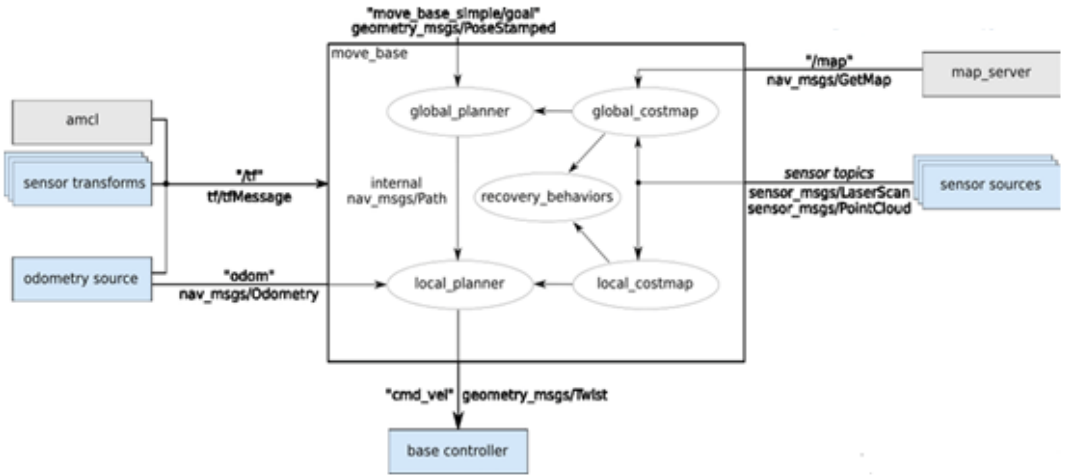 "move_base_simple/goal"
geometry_msgs/PoseStamped
move_base
"/map"
nav_msgs/GetMap
map_server
global_planner
global_costmap
amcl
sensor transforms
"/tf"
tf/tfMessage
internal
nav_msgs/Path
recovery_behaviors
sensor topics
sensor_msgs/LaserScan
sensor_msgs/PointCloud
sensor sources
odometry source
"odom"
nav_msgs/Odometry
local_planner
local_costmap
"cmd_vel" geometry_msgs/Twist
base controller